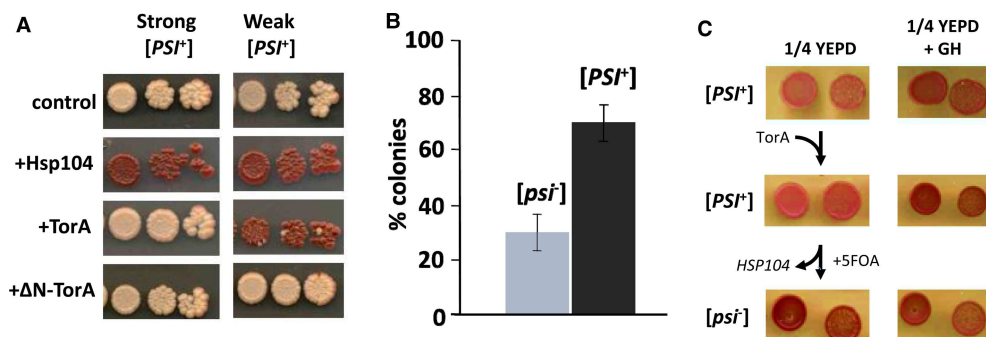 A
Strong
[PSI⁺]
Weak
[PSI⁺]
control
+Hsp104
+TorA
+ΔN-TorA
B
100
80
60
40
20
0
% colonies
[psi⁻]
[PSI⁺]
C
1/4 YEPD
1/4 YEPD
+ GH
[PSI⁺]
TorA
[PSI⁺]
HSP104
+5FOA
[psi⁻]